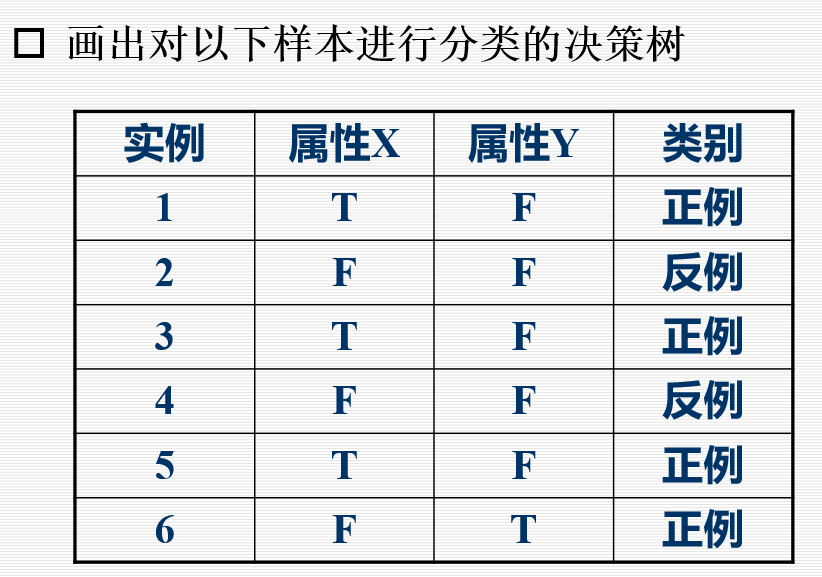 画出对以下样本进行分类的决策树
实例 属性X 属性Y 类别
1 T F 正例
2 F F 反例
3 T F 正例
4 F F 反例
5 T F 正例
6 F T 正例